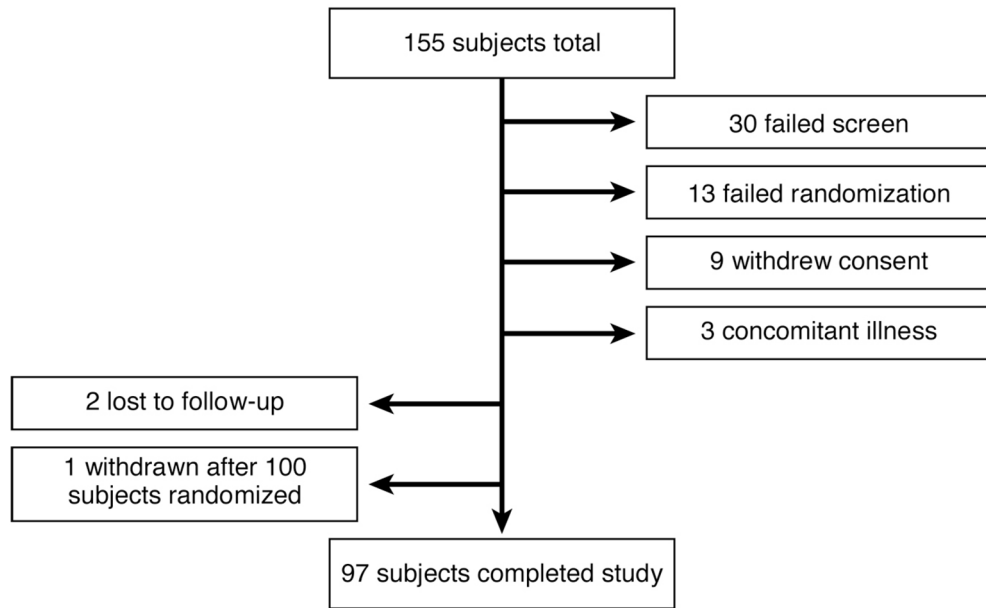 155 subjects total
30 failed screen
13 failed randomization
9 withdrew consent
3 concomitant illness
2 lost to follow-up
1 withdrawn after 100
subjects randomized
97 subjects completed study